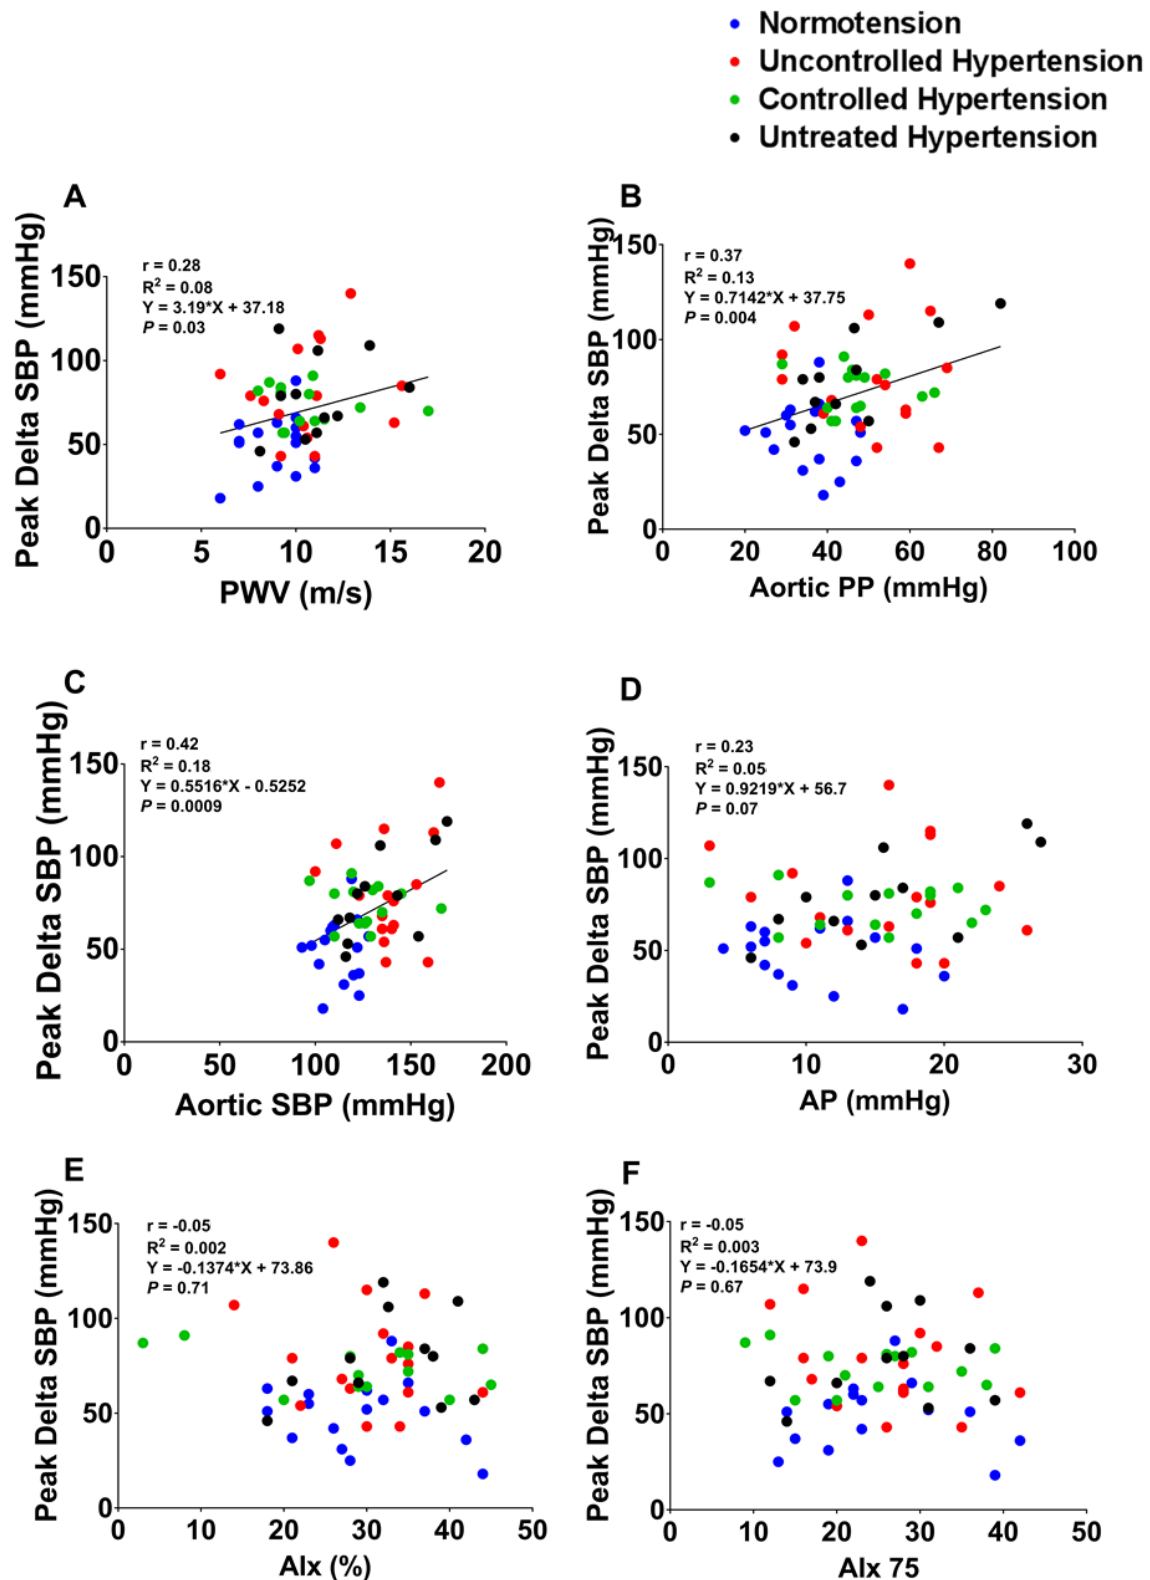 Normotension
Uncontrolled Hypertension
Controlled Hypertension
Untreated Hypertension
A
r = 0.28
R² = 0.08
Y = 3.19*X + 37.18
P = 0.03
Peak Delta SBP (mmHg)
150
100
50
0
0 5 10 15 20
PWV (m/s)
B
r = 0.37
R² = 0.13
Y = 0.7142*X + 37.75
P = 0.004
Peak Delta SBP (mmHg)
150
100
50
0
0 20 40 60 80 100
Aortic PP (mmHg)
C
r = 0.42
R² = 0.18
Y = 0.5516*X - 0.5252
P = 0.0009
Peak Delta SBP (mmHg)
150
100
50
0
0 50 100 150 200
Aortic SBP (mmHg)
D
r = 0.23
R² = 0.05
Y = 0.9219*X + 56.7
P = 0.07
Peak Delta SBP (mmHg)
150
100
50
0
0 10 20 30
AP (mmHg)
E
r = -0.05
R² = 0.002
Y = -0.1374*X + 73.86
P = 0.71
Peak Delta SBP (mmHg)
150
100
50
0
0 10 20 30 40 50
AIx (%)
F
r = -0.05
R² = 0.003
Y = -0.1654*X + 73.9
P = 0.67
Peak Delta SBP (mmHg)
150
100
50
0
0 10 20 30 40 50
AIx 75